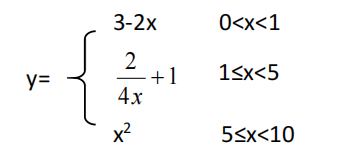 3-2x 0<x<1
y= { 2/4x +1 1≤x<5
x² 5≤x<10